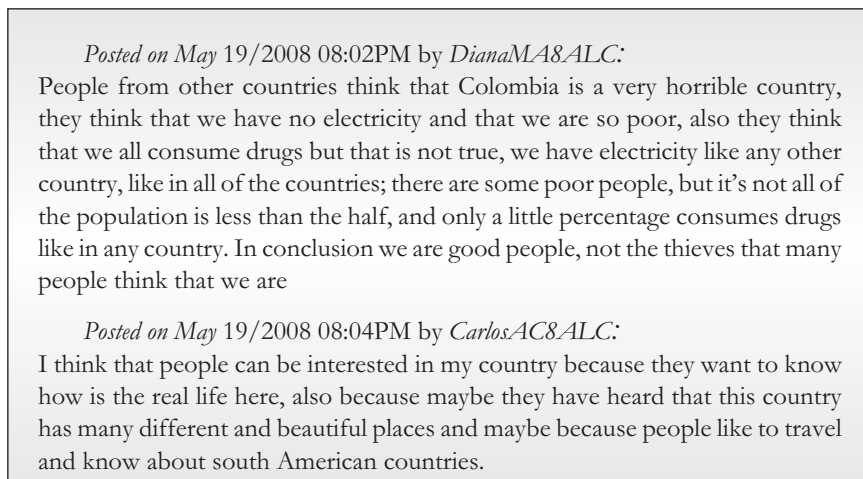 Posted on May 19/2008 08:02PM by DianaMA8ALC:
People from other countries think that Colombia is a very horrible country,
they think that we have no electricity and that we are so poor, also they think
that we all consume drugs but that is not true, we have electricity like any other
country, like in all of the countries; there are some poor people, but it's not all of
the population is less than the half, and only a little percentage consumes drugs
like in any country. In conclusion we are good people, not the thieves that many
people think that we are
Posted on May 19/2008 08:04PM by CarlosAC8ALC:
I think that people can be interested in my country because they want to know
how is the real life here, also because maybe they have heard that this country
has many different and beautiful places and maybe because people like to travel
and know about south American countries.